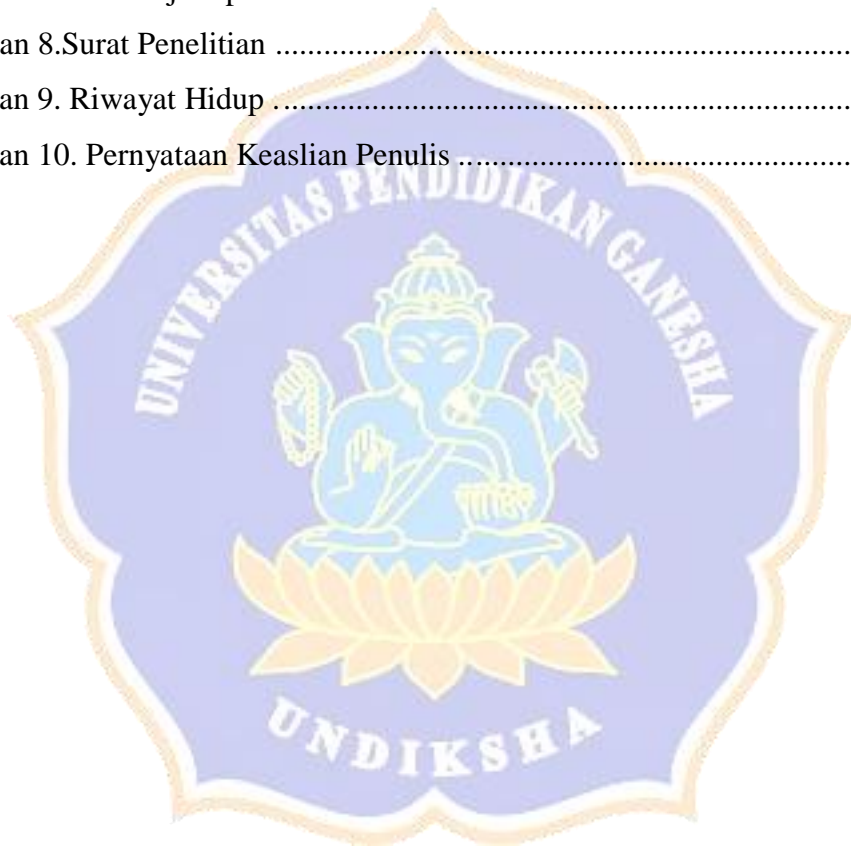 an 8.Surat Penelitian ............................................................................
an 9. Riwayat Hidup ............................................................................
an 10. Pernyataan Keaslian Penulis .................................................
UNIVERSITAS PENDIDIKAN GANESHA
UNDIKSHA